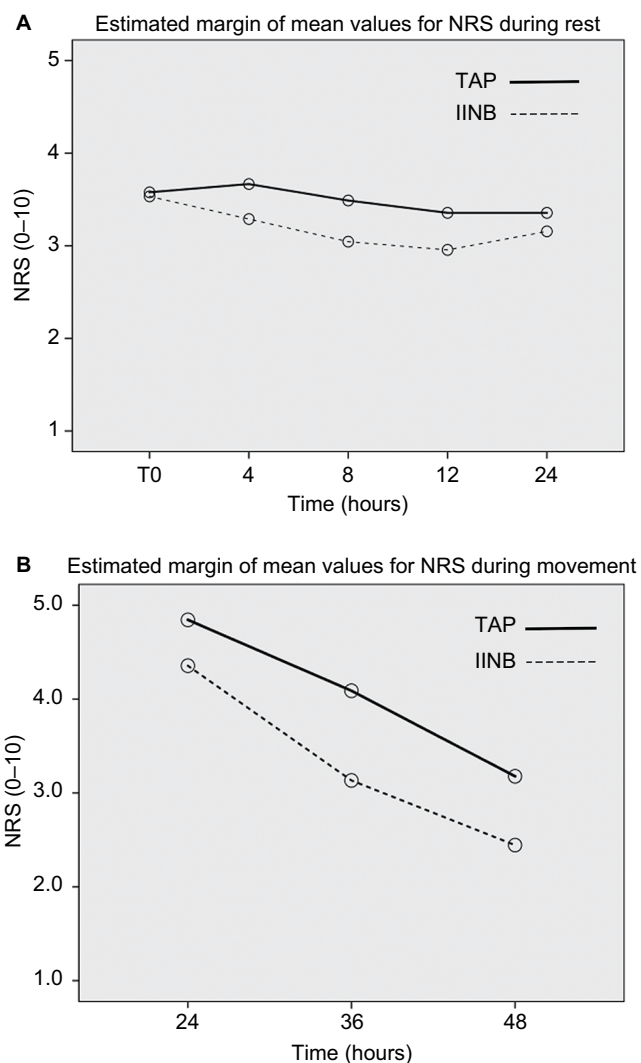 A Estimated margin of mean values for NRS during rest
5
4
3
2
1
NRS (0–10)
TAP
IINB
T0 4 8 12 24
Time (hours)
B Estimated margin of mean values for NRS during movement
5.0
4.0
3.0
2.0
1.0
NRS (0–10)
TAP
IINB
24 36 48
Time (hours)